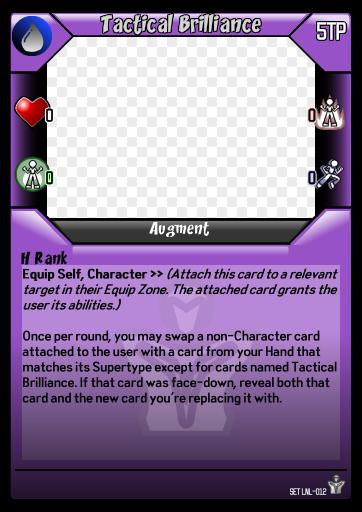 Tactical Brilliance
5TP
0
0
0
0
Augment
H Rank
Equip Self, Character >> (Attach this card to a relevant
target in their Equip Zone. The attached card grants the
user its abilities.)
Once per round, you may swap a non-Character card
attached to the user with a card from your Hand that
matches its Supertype except for cards named Tactical
Brilliance. If that card was face-down, reveal both that
card and the new card you're replacing it with.
SET LNL-012